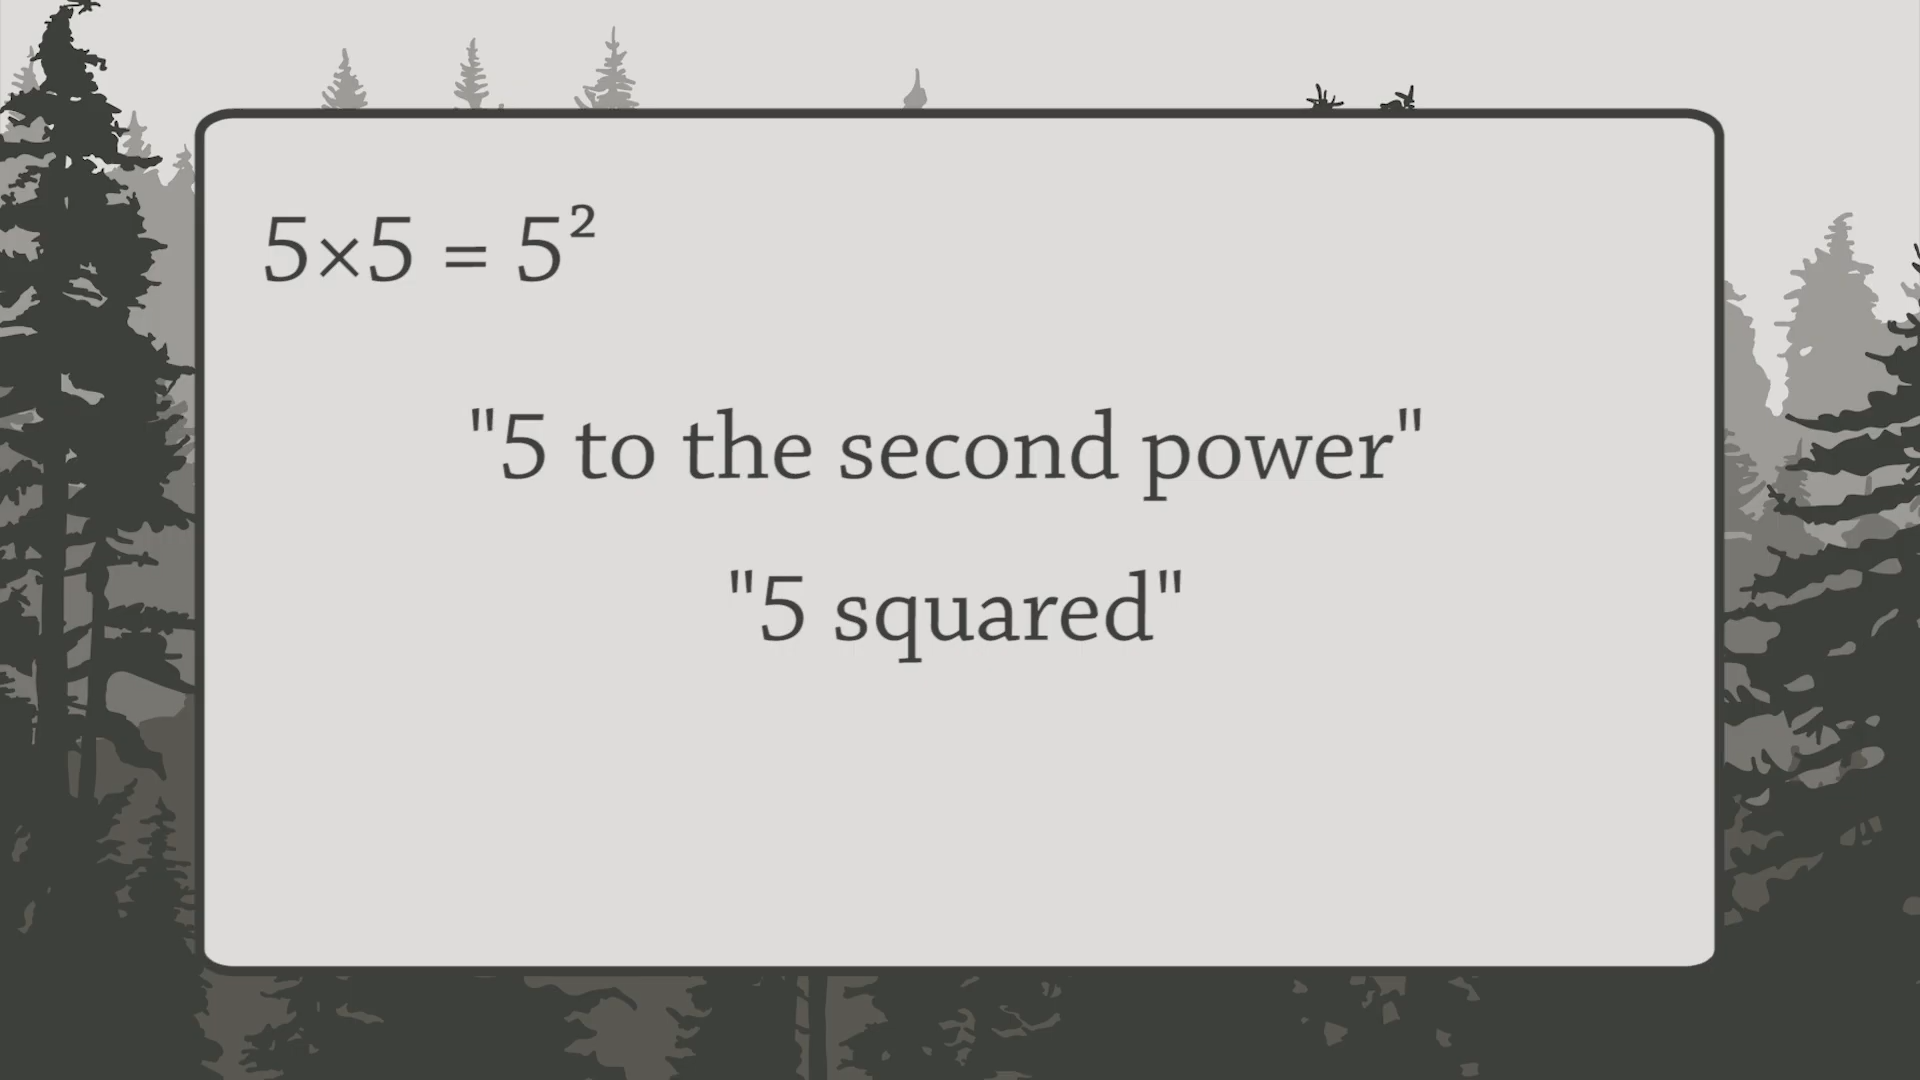 5×5 = 5²
"5 to the second power"
"5 squared"